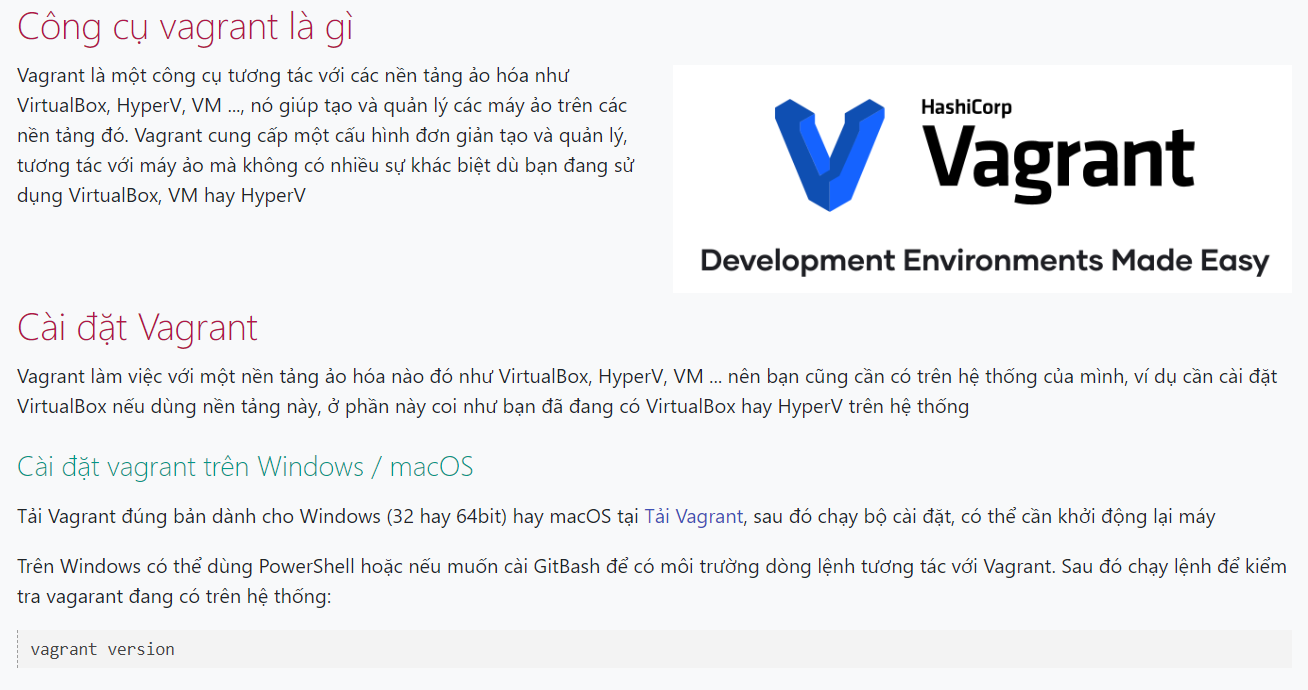 Công cụ vagrant là gì
Vagrant là một công cụ tương tác với các nền tảng ảo hóa như
VirtualBox, HyperV, VM ..., nó giúp tạo và quản lý các máy ảo trên các
nền tảng đó. Vagrant cung cấp một cấu hình đơn giản tạo và quản lý,
tương tác với máy ảo mà không có nhiều sự khác biệt dù bạn đang sử
dụng VirtualBox, VM hay HyperV
HashiCorp
Vagrant
Development Environments Made Easy
Cài đặt Vagrant
Vagrant làm việc với một nền tảng ảo hóa nào đó như VirtualBox, HyperV, VM ... nên bạn cũng cần có trên hệ thống của mình, ví dụ cần cài đặt
VirtualBox nếu dùng nền tảng này, ở phần này coi như bạn đã đang có VirtualBox hay HyperV trên hệ thống
Cài đặt vagrant trên Windows / macOS
Tải Vagrant đúng bản dành cho Windows (32 hay 64bit) hay macOS tại Tải Vagrant, sau đó chạy bộ cài đặt, có thể cần khởi động lại máy
Trên Windows có thể dùng PowerShell hoặc nếu muốn cài GitBash để có môi trường dòng lệnh tương tác với Vagrant. Sau đó chạy lệnh để kiểm
tra vagarant đang có trên hệ thống:
vagrant version